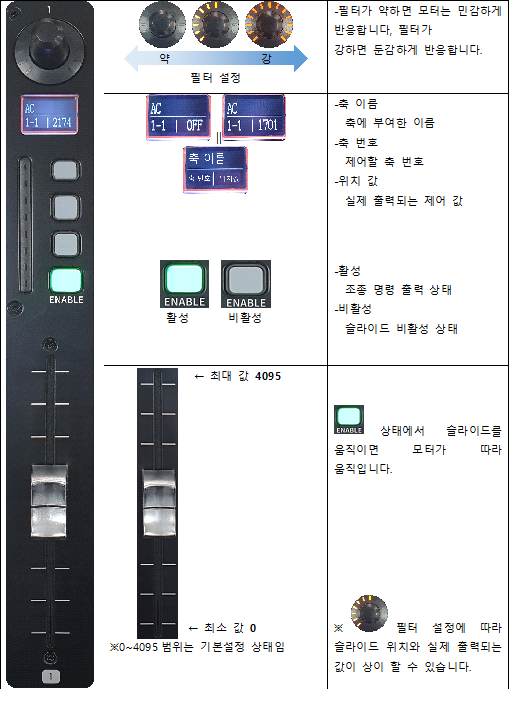 1
AC
1-1 | 2174
ENABLE
1
약 강
필터 설정
-필터가 약하면 모터는 민감하게
반응합니다, 필터가
강하면 둔감하게 반응합니다.
AC
1-1 | OFF
AC
1-1 | 1701
축 이름
축 번호 | 위치값
-축 이름
축에 부여한 이름
-축 번호
제어할 축 번호
-위치 값
실제 출력되는 제어 값
ENABLE
활성
ENABLE
비활성
-활성
조종 명령 출력 상태
-비활성
슬라이드 비활성 상태
← 최대 값 4095
← 최소 값 0
※0~4095 범위는 기본설정 상태임
ENABLE 상태에서 슬라이드를
움직이면 모터가 따라
움직입니다.
※ 필터 설정에 따라
슬라이드 위치와 실제 출력되는
값이 상이 할 수 있습니다.